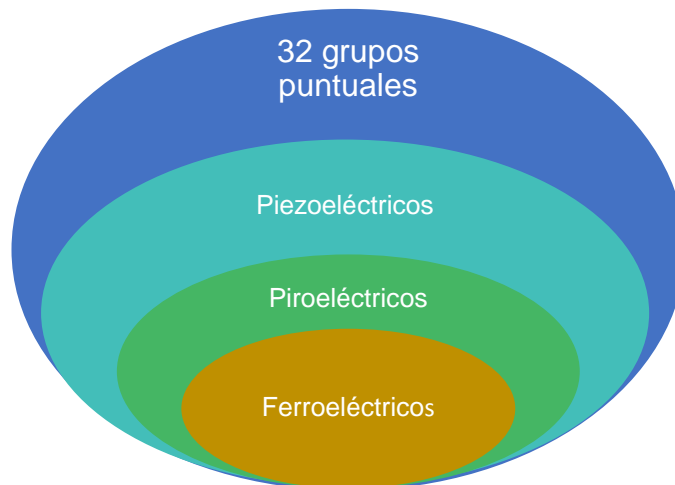 32 grupos
puntuales
Piezoeléctricos
Piroeléctricos
Ferroeléctricos